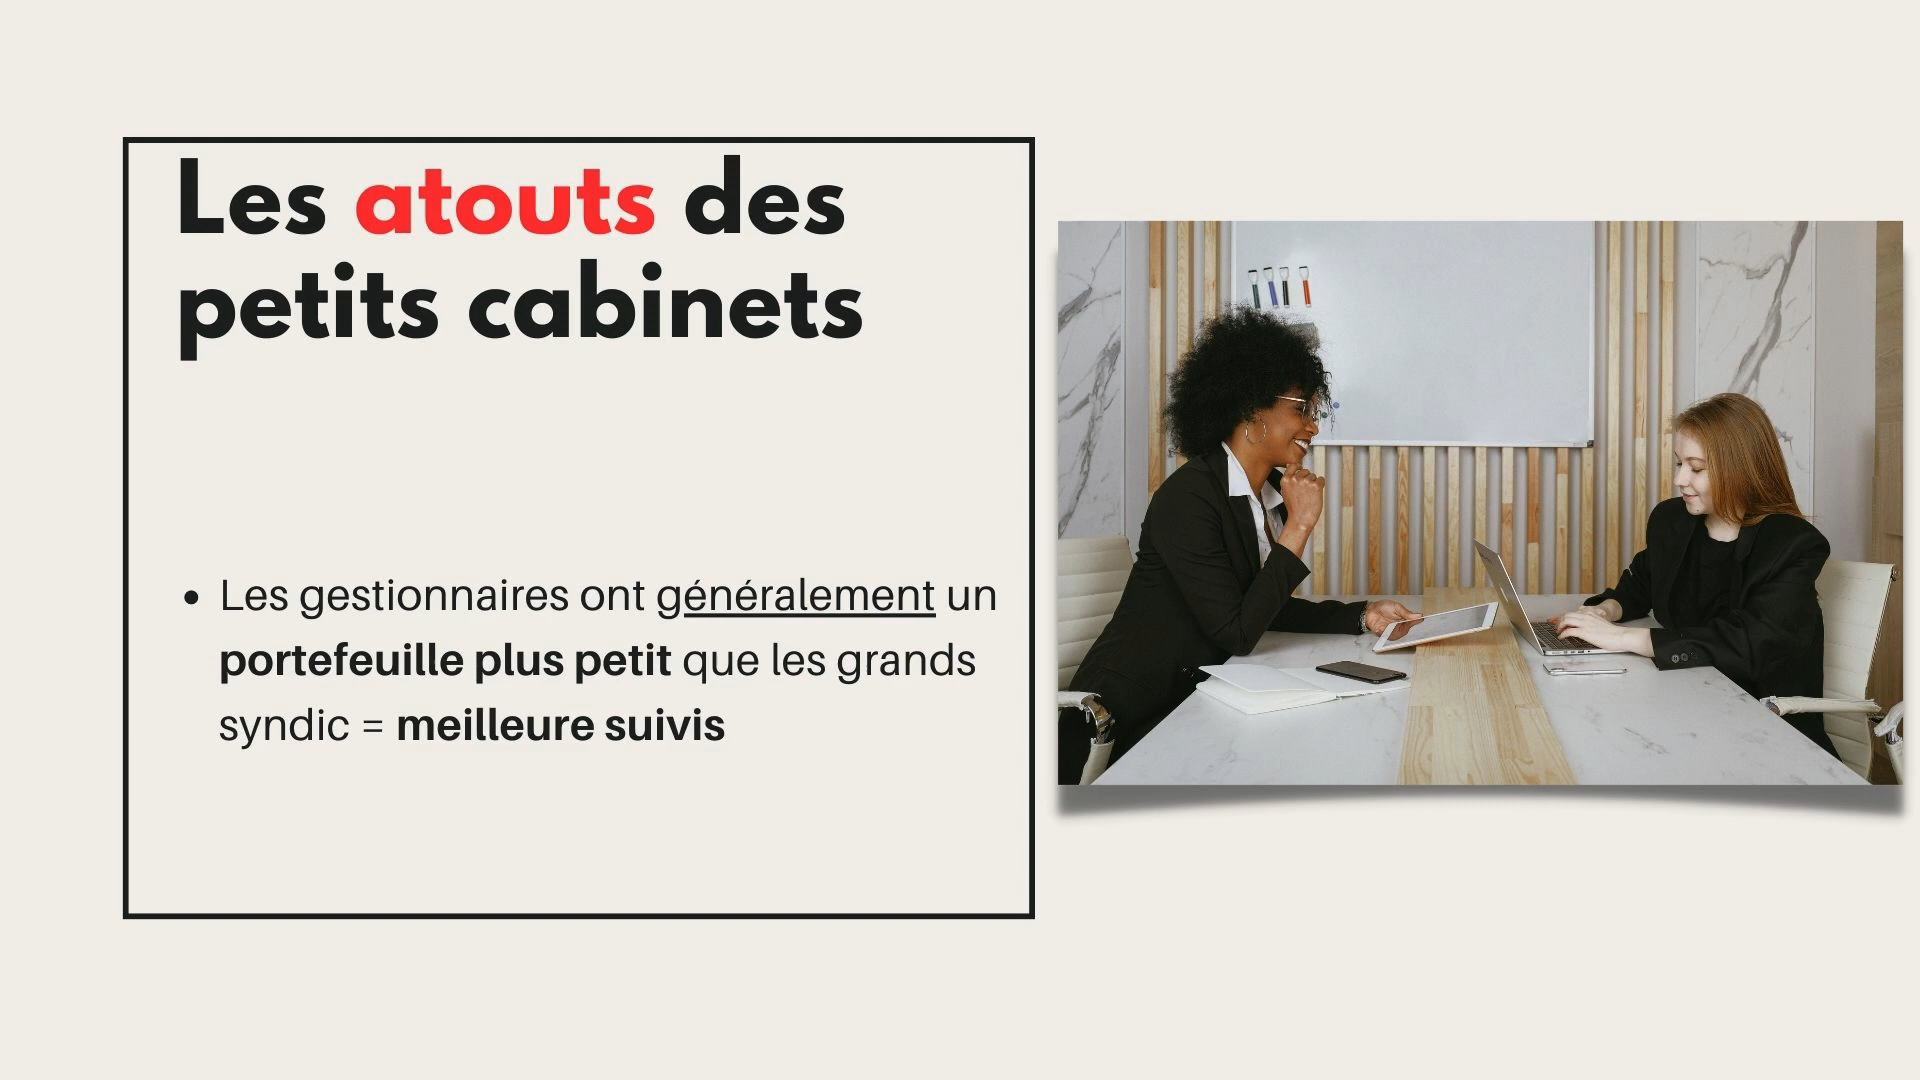 Les atouts des
petits cabinets
• Les gestionnaires ont généralement un
portefeuille plus petit que les grands
syndic = meilleure suivis